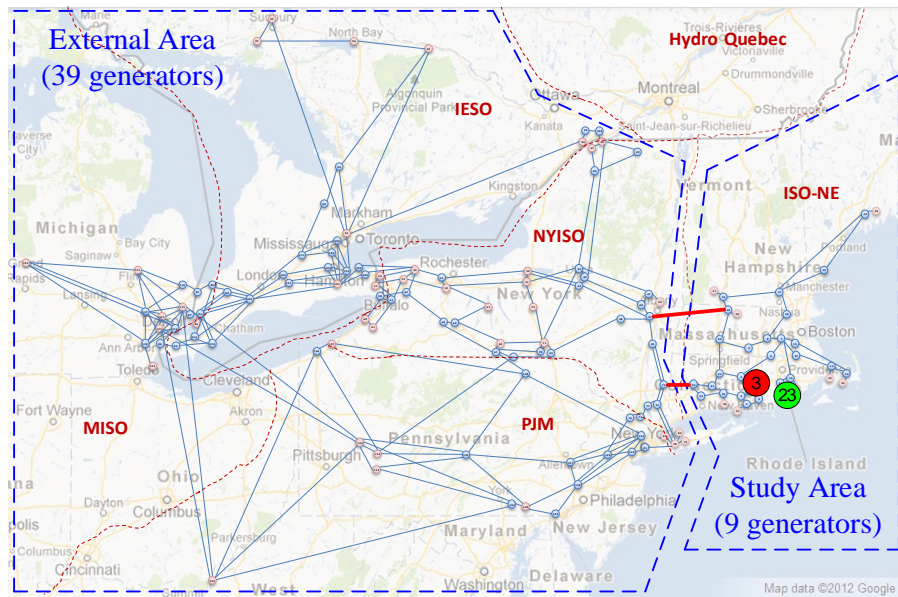 Sudbury
North Bay
External Area
(39 generators)
Hydro Quebec
Trois-Rivières
Victoriaville
Drummondville
Algonquin
Provincial Park
IESO
Ottawa
Montreal
Sherbrooke
Kanata
Saint-Jean-sur-Richelieu
Kingston
Vermont
ISO-NE
Michigan
Bay City
Saginaw
Markham
Toronto
Mississauga
NYISO
Portland
New
Hampshire
Grand
Rapids
Flint
Lansing
London
Hamilton
Rochester
Buffalo
New York
Utica
Albany
Manchester
Nashua
Massachusetts
Boston
Chatham
Ann Arbor
Toledo
Springfield
Providence
Connecticut
3
23
New Haven
Cleveland
Akron
Fort Wayne
MISO
PJM
Pennsylvania
Pittsburgh
New York
Allentown
Rhode Island
Ohio
Dayton
Columbus
York
Philadelphia
Study Area
(9 generators)
Parkersburg
Maryland
New Jersey
Columbus
Cincinnati
Washington
Delaware
West
Map data ©2012 Google